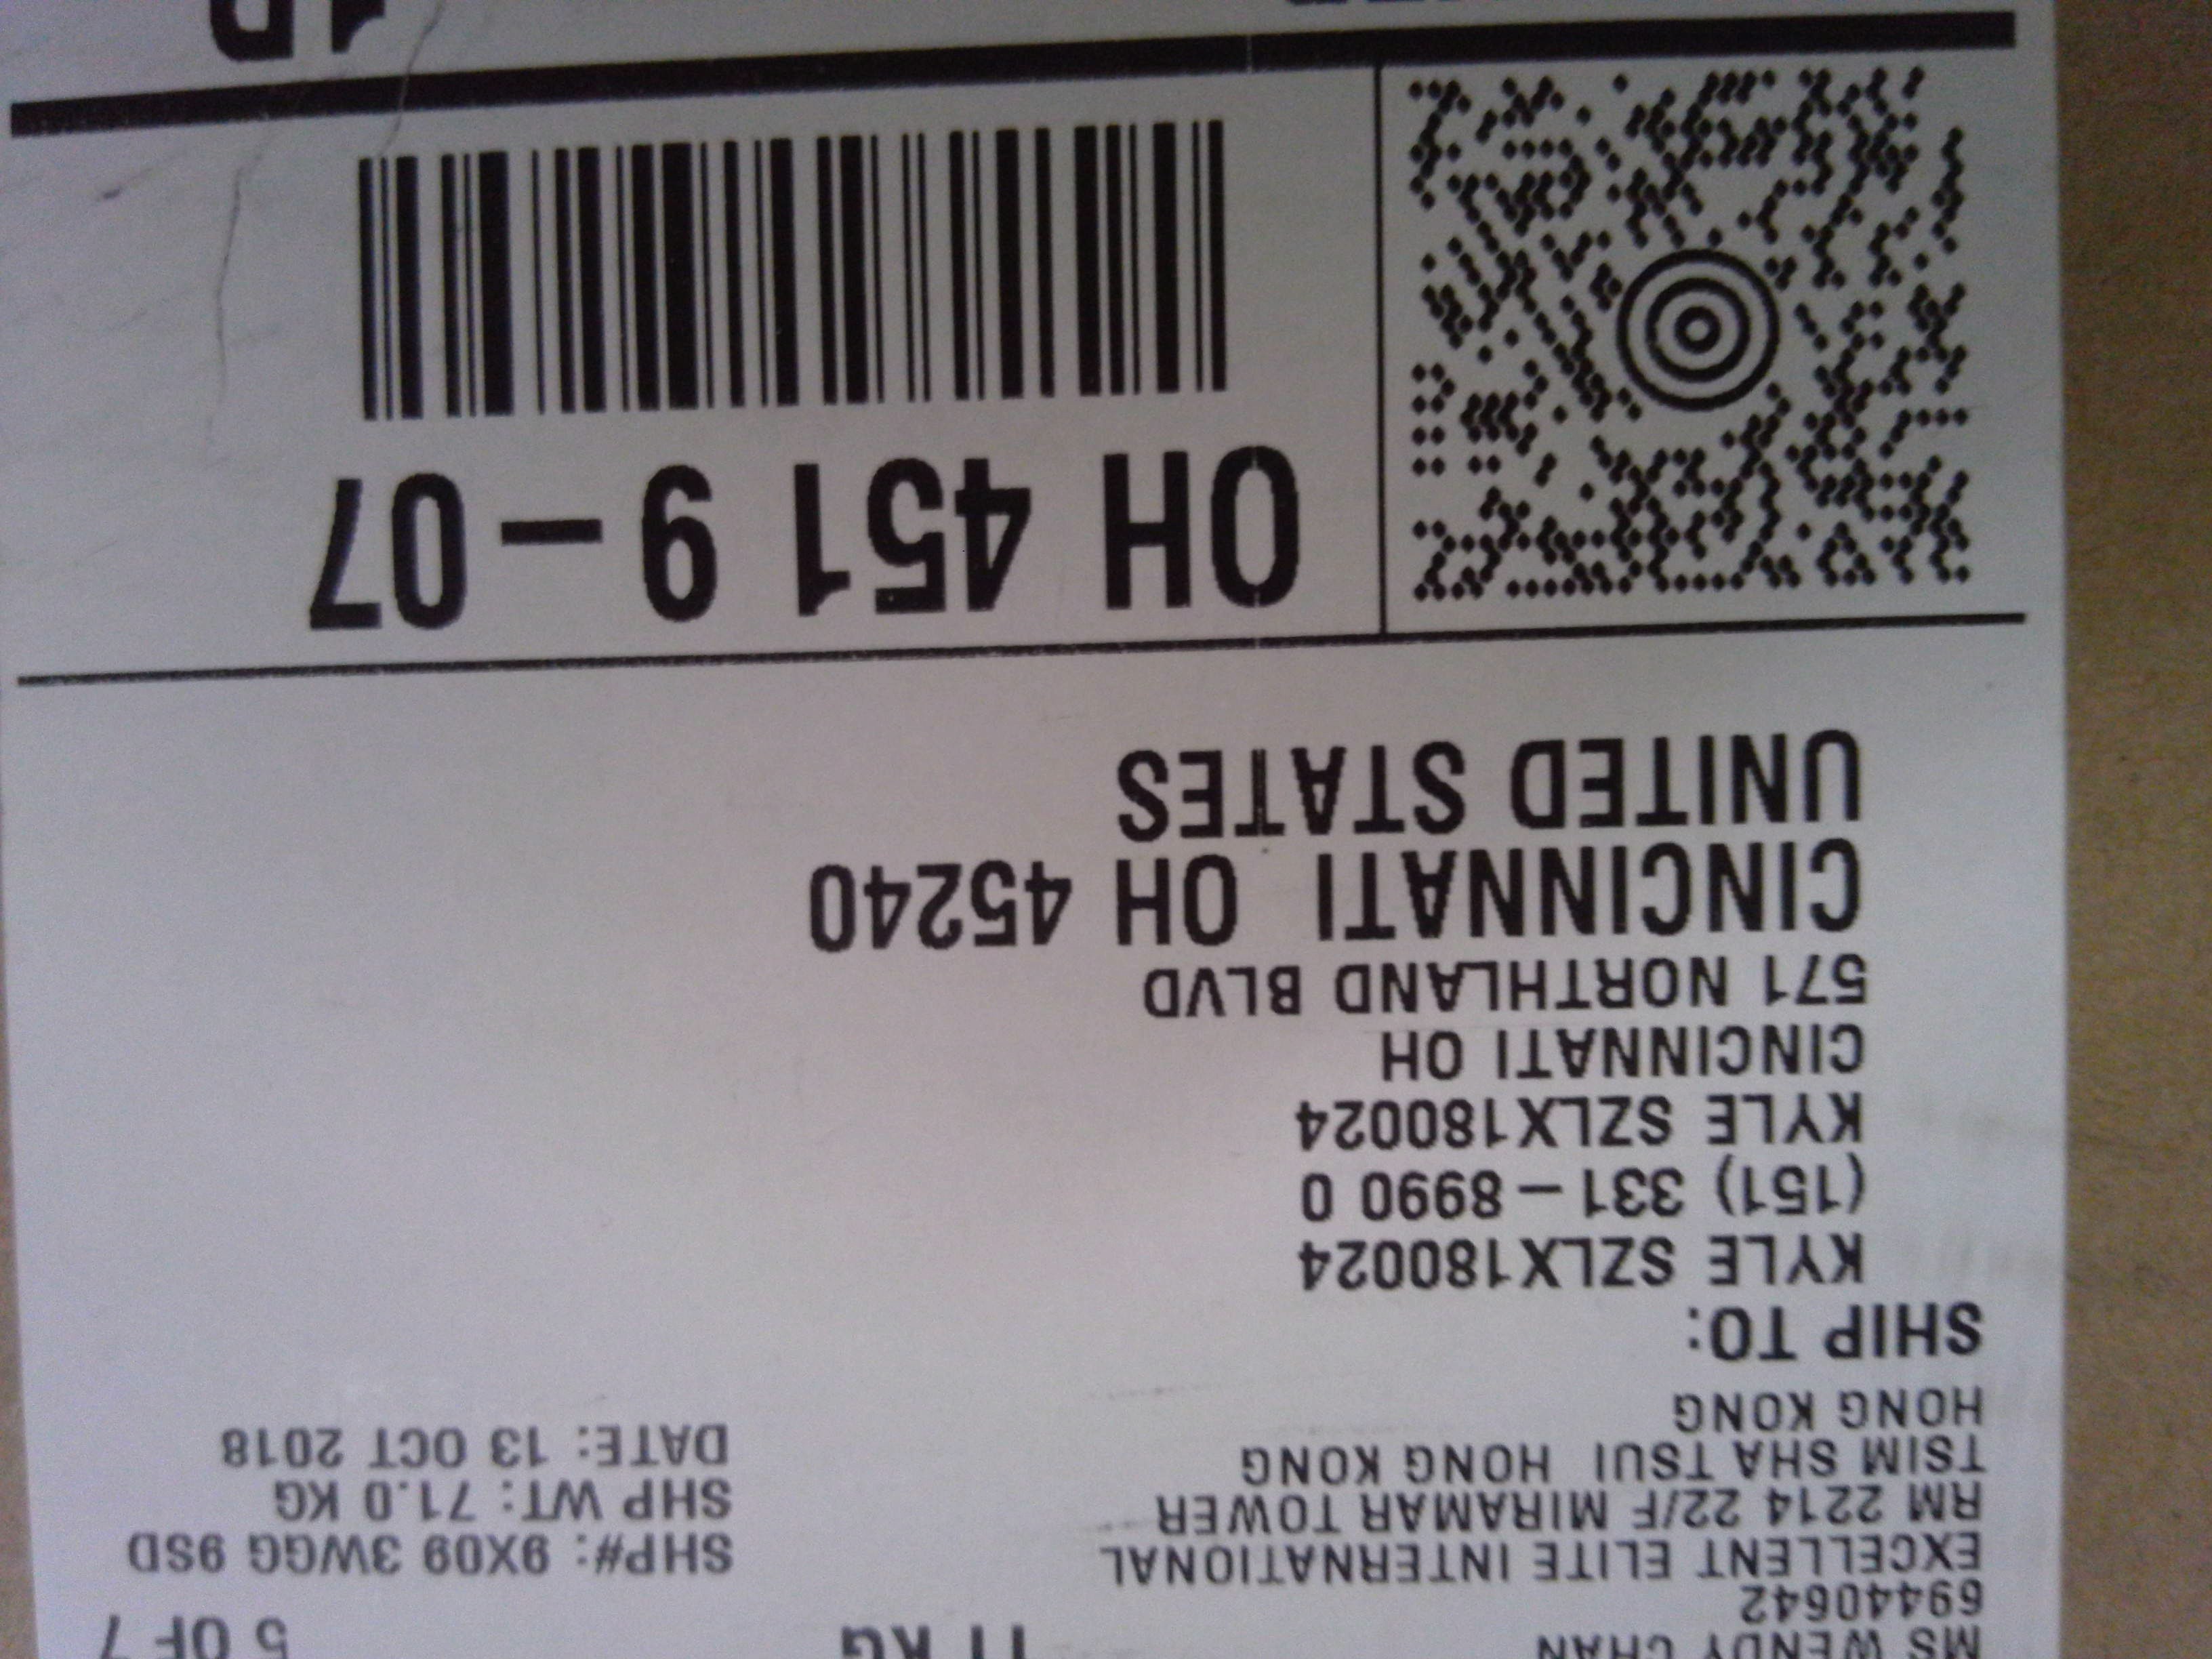 MS WENDY CHAN
69440642
EXCELLENT ELITE INTERNATIONAL
RM 2214 22/F MIRAMAR TOWER
TSIM SHA TSUI HONG KONG
HONG KONG
11 KG
5 OF 7
SHP#: 9X09 3WGG 9SD
SHP WT: 71.0 KG
DATE: 13 OCT 2018
SHIP TO:
KYLE SZLX180024
(151) 331-8990 0
KYLE SZLX180024
CINCINNATI OH
571 NORTHLAND BLVD
CINCINNATI OH 45240
UNITED STATES
OH 451 9-07